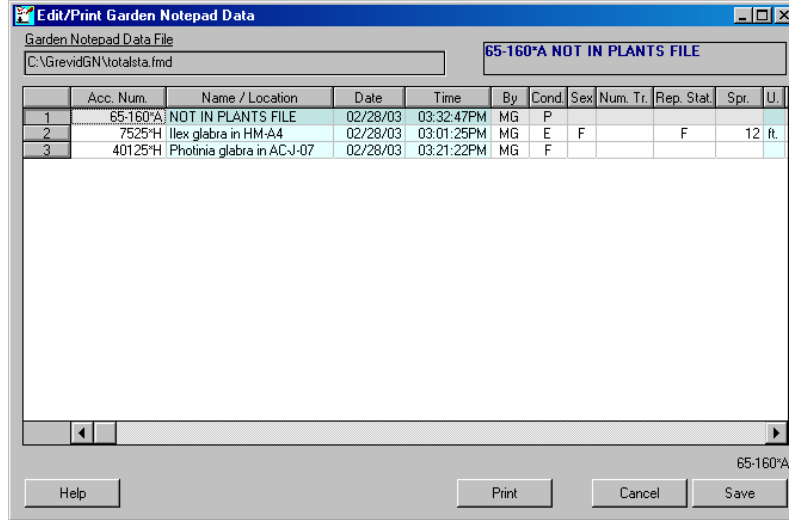 Edit/Print Garden Notepad Data
Garden Notepad Data File
C:\GrevidGN\totalsta.fmd
65-160*A NOT IN PLANTS FILE
Acc. Num. Name / Location Date Time By Cond. Sex Num. Tr. Rep. Stat. Spr. U.
1 65-160*A NOT IN PLANTS FILE 02/28/03 03:32:47PM MG P
2 7525*H Ilex glabra in HM-A4 02/28/03 03:01:25PM MG E F F 12 ft.
3 40125*H Photinia glabra in AC-J-07 02/28/03 03:21:22PM MG F
65-160*A
Help Print Cancel Save